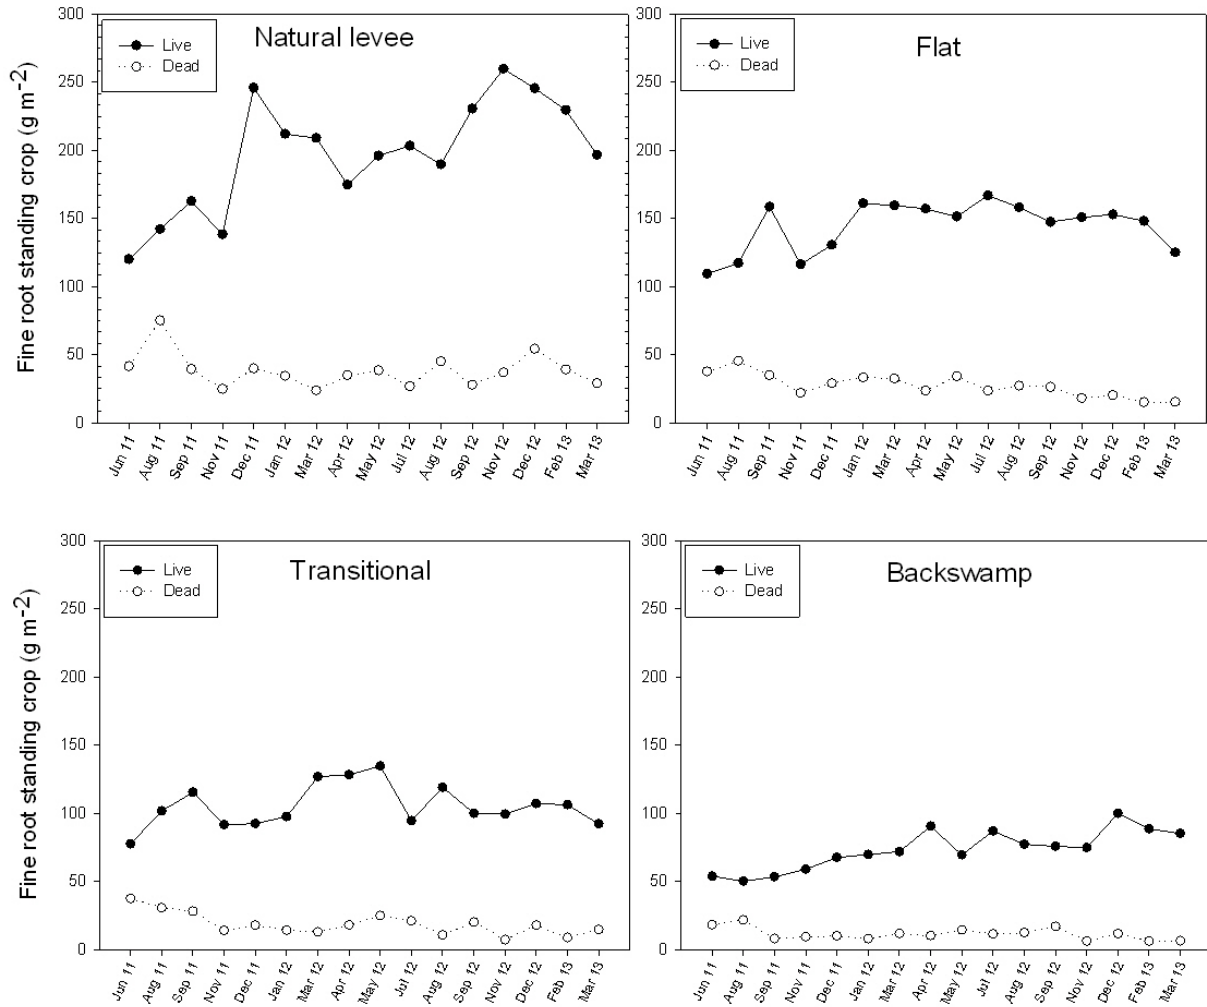 Natural levee
Live
Dead
Fine root standing crop (g m⁻²)
300
250
200
150
100
50
0
Jun 11
Aug 11
Sep 11
Nov 11
Dec 11
Jan 12
Mar 12
Apr 12
May 12
Jul 12
Aug 12
Sep 12
Nov 12
Dec 12
Feb 13
Mar 13
Flat
Live
Dead
300
250
200
150
100
50
0
Jun 11
Aug 11
Sep 11
Nov 11
Dec 11
Jan 12
Mar 12
Apr 12
May 12
Jul 12
Aug 12
Sep 12
Nov 12
Dec 12
Feb 13
Mar 13
Transitional
Live
Dead
Fine root standing crop (g m⁻²)
300
250
200
150
100
50
0
Jun 11
Aug 11
Sep 11
Nov 11
Dec 11
Jan 12
Mar 12
Apr 12
May 12
Jul 12
Aug 12
Sep 12
Nov 12
Dec 12
Feb 13
Mar 13
Backswamp
Live
Dead
300
250
200
150
100
50
0
Jun 11
Aug 11
Sep 11
Nov 11
Dec 11
Jan 12
Mar 12
Apr 12
May 12
Jul 12
Aug 12
Sep 12
Nov 12
Dec 12
Feb 13
Mar 13